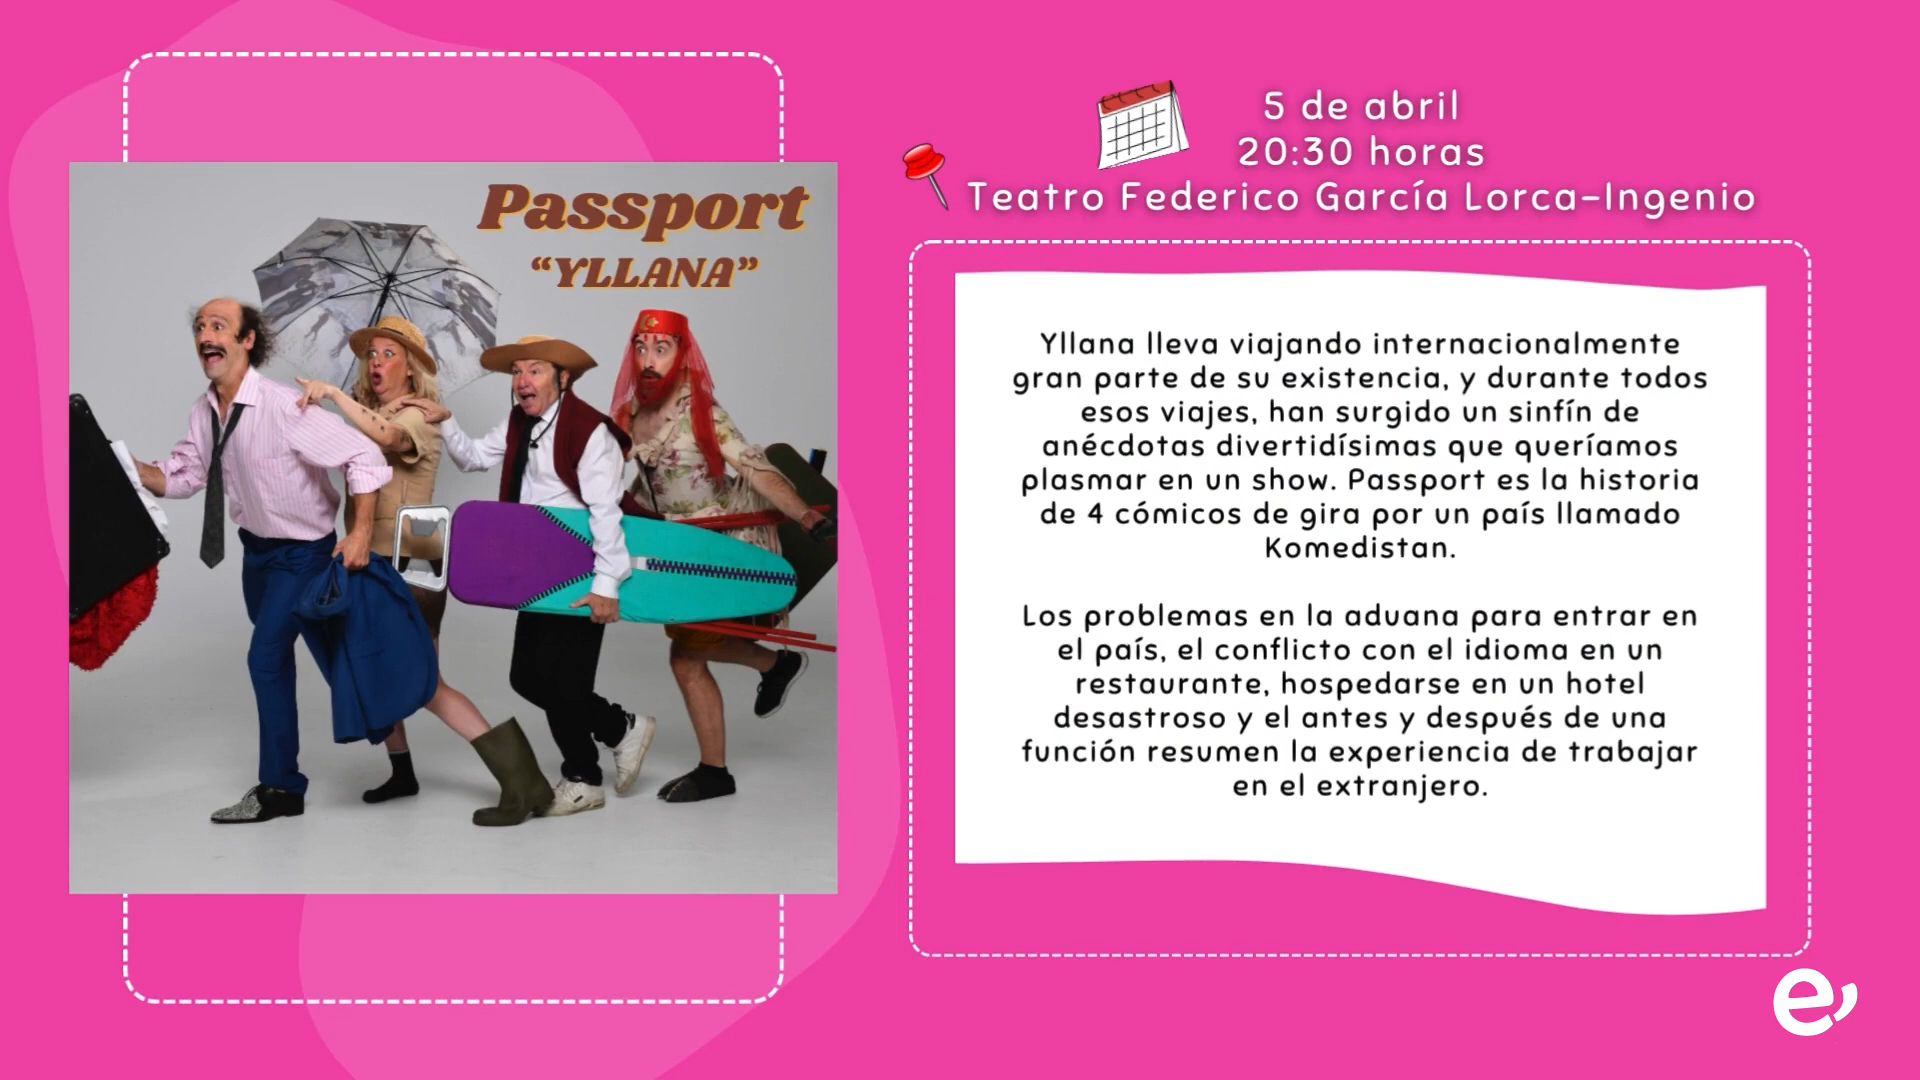 Passport
“YLLANA”
5 de abril
20:30 horas
Teatro Federico García Lorca-Ingenio
Yllana lleva viajando internacionalmente
gran parte de su existencia, y durante todos
esos viajes, han surgido un sinfín de
anécdotas divertidísimas que queríamos
plasmar en un show. Passport es la historia
de 4 cómicos de gira por un país llamado
Komedistan.
Los problemas en la aduana para entrar en
el país, el conflicto con el idioma en un
restaurante, hospedarse en un hotel
desastroso y el antes y después de una
función resumen la experiencia de trabajar
en el extranjero.
e